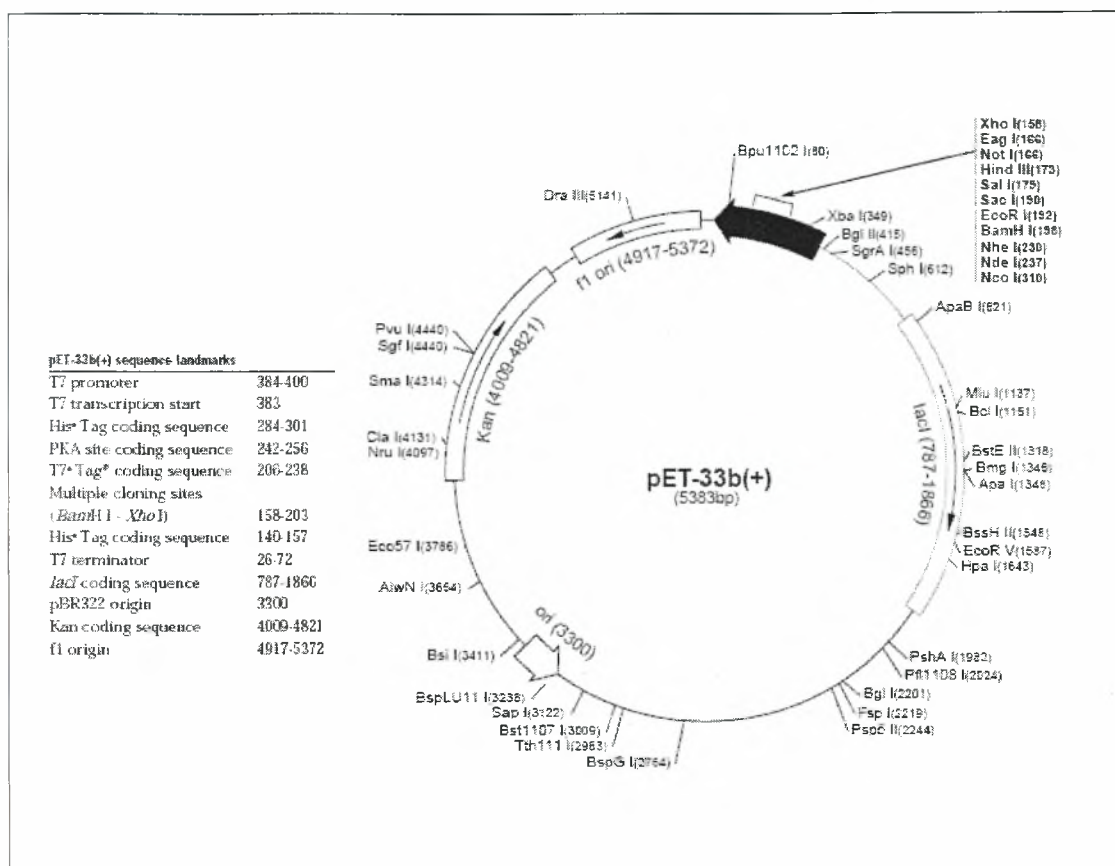 Xho I(158)
Eag I(166)
Not I(166)
Hind III(173)
Sal I(179)
Sac I(190)
EcoR I(192)
BamH I(198)
Nhe I(230)
Nde I(237)
Nco I(310)
Bpu1102 I(80)
Dra III(5141)
Xba I(349)
Bgl II(415)
SgrA I(456)
Sph I(612)
f1 ori (4917-5372)
ApaB I(821)
Pvu I(4440)
Sgf I(4440)
Sma I(4314)
Kan (4009-4821)
Cla I(4131)
Nru I(4097)
Mlu I(1137)
Bcl I(1151)
lacI (787-1866)
BstE II(1318)
Bmg I(1346)
Apa I(1348)
pET-33b(+)
(5383bp)
BssH II(1548)
EcoR V(1587)
Hpa I(1643)
Eco57 I(3786)
AlwN I(3654)
ori (3300)
Bsi I(3411)
BspLU11 I(3238)
Sap I(3122)
Bst1107 I(3009)
Tth111 I(2983)
BspG I(2764)
PshA I(1982)
Pfl1108 I(2024)
Bgl I(2201)
Fsp I(2219)
Psp5 II(2244)
pET-33b(+) sequence landmarks
T7 promoter 384-400
T7 transcription start 383
His•Tag coding sequence 284-301
PKA site coding sequence 242-256
T7•Tag® coding sequence 206-238
Multiple cloning sites
(BamH I - Xho I) 158-203
His•Tag coding sequence 140-157
T7 terminator 26-72
lacI coding sequence 787-1866
pBR322 origin 3300
Kan coding sequence 4009-4821
f1 origin 4917-5372